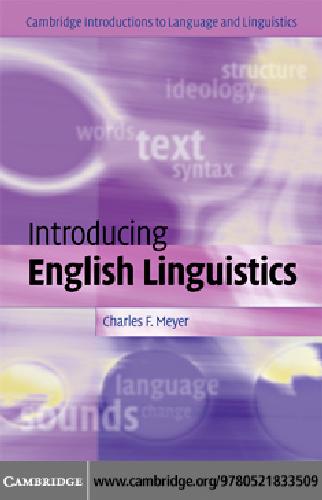 Cambridge Introductions to Language and Linguistics
structure
ideology
words
text
syntax
Introducing
English Linguistics
Charles F. Meyer
language
change
sounds
CAMBRIDGE
www.cambridge.org/9780521833509